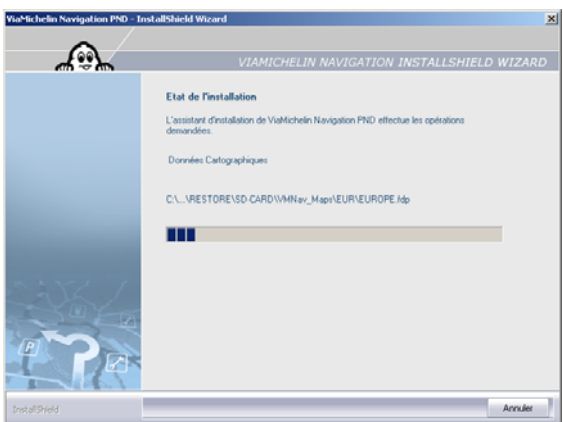 ViaMichelin Navigation PND - InstallShield Wizard
VIAMICHELIN NAVIGATION INSTALLSHIELD WIZARD
Etat de l'installation
L'assistant d'installation de ViaMichelin Navigation PND effectue les opérations
demandées.
Données Cartographiques
C:\...\RESTORE\SD-CARD\VMNav_Maps\EUR\EUROPE.fdp
P
InstallShield
Annuler